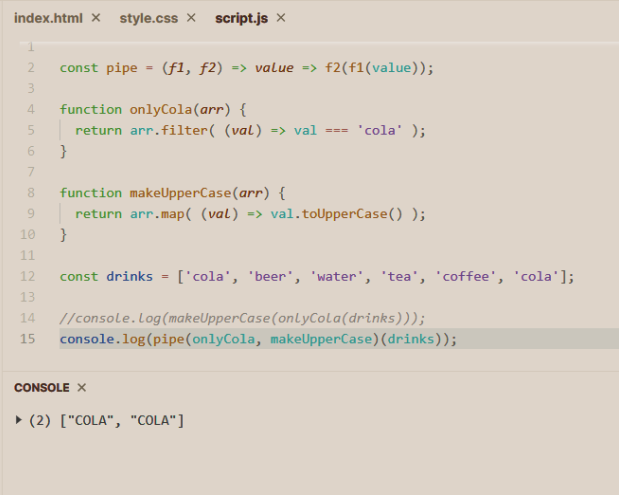 index.html × style.css × script.js ×
1
2 const pipe = (f1, f2) => value => f2(f1(value));
3
4 function onlyCola(arr) {
5 return arr.filter( (val) => val === 'cola' );
6 }
7
8 function makeUpperCase(arr) {
9 return arr.map( (val) => val.toUpperCase() );
10 }
11
12 const drinks = ['cola', 'beer', 'water', 'tea', 'coffee', 'cola'];
13
14 //console.log(makeUpperCase(onlyCola(drinks)));
15 console.log(pipe(onlyCola, makeUpperCase)(drinks));
CONSOLE ×
(2) ["COLA", "COLA"]